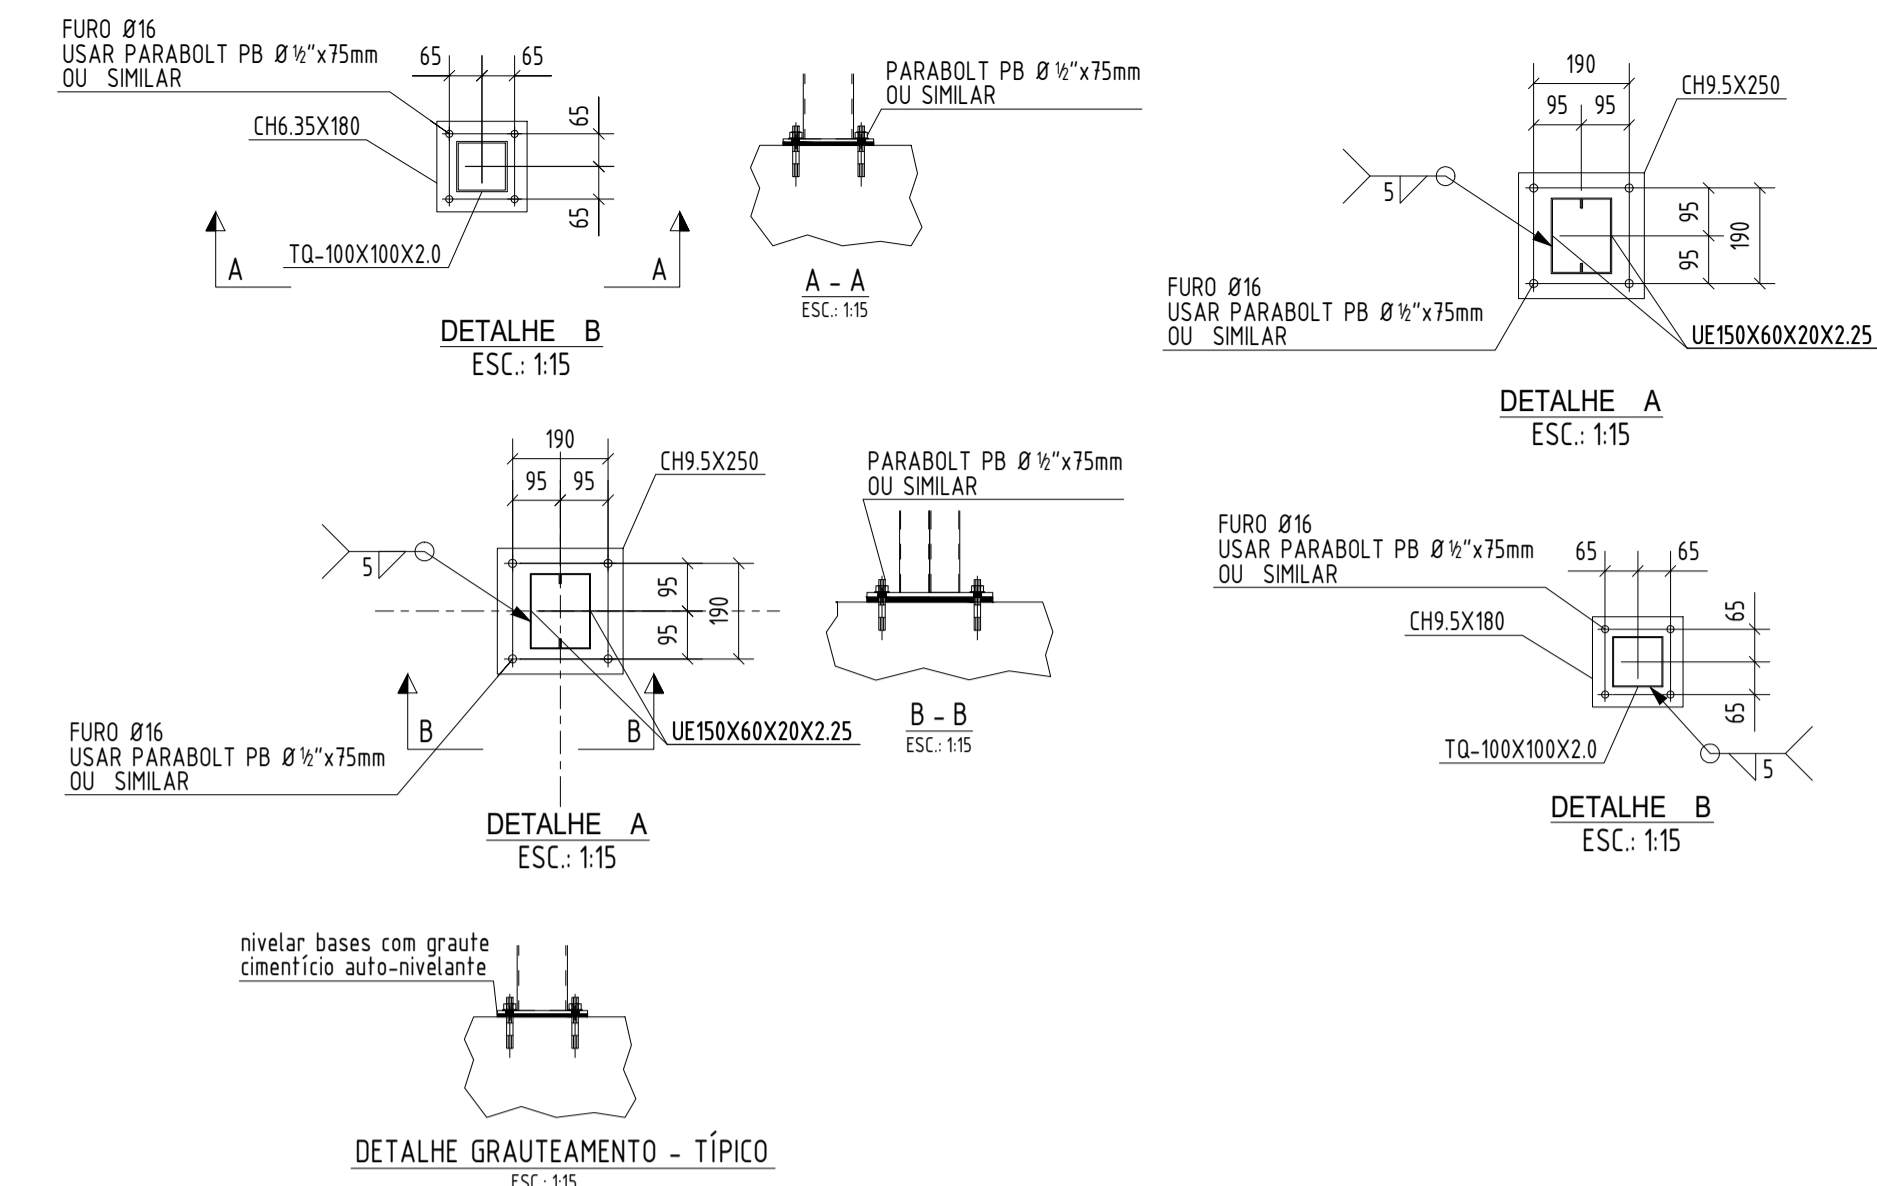 FURO Ø16
USAR PARABOLT PB Ø ½"x75mm
OU SIMILAR
65
65
CH6.35X180
65
65
TQ-100X100X2.0
A
A
DETALHE B
ESC.: 1:15
PARABOLT PB Ø ½"x75mm
OU SIMILAR
A - A
ESC.: 1:15
190
95
95
CH9.5X250
5
95
95
190
FURO Ø16
USAR PARABOLT PB Ø ½"x75mm
OU SIMILAR
UE150X60X20X2.25
DETALHE A
ESC.: 1:15
190
95
95
CH9.5X250
5
95
95
190
B
B
UE150X60X20X2.25
FURO Ø16
USAR PARABOLT PB Ø ½"x75mm
OU SIMILAR
DETALHE A
ESC.: 1:15
PARABOLT PB Ø ½"x75mm
OU SIMILAR
B - B
ESC.: 1:15
FURO Ø16
USAR PARABOLT PB Ø ½"x75mm
OU SIMILAR
65
65
CH9.5X180
65
65
TQ-100X100X2.0
5
DETALHE B
ESC.: 1:15
nivelar bases com graute
cimentício auto-nivelante
DETALHE GRAUTEAMENTO - TÍPICO
ESC.: 1:15